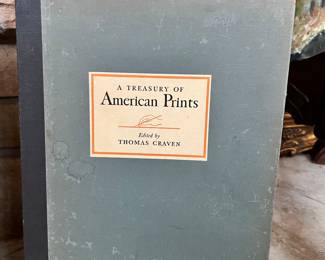 A TREASURY OF
American Prints
Edited by
THOMAS CRAVEN